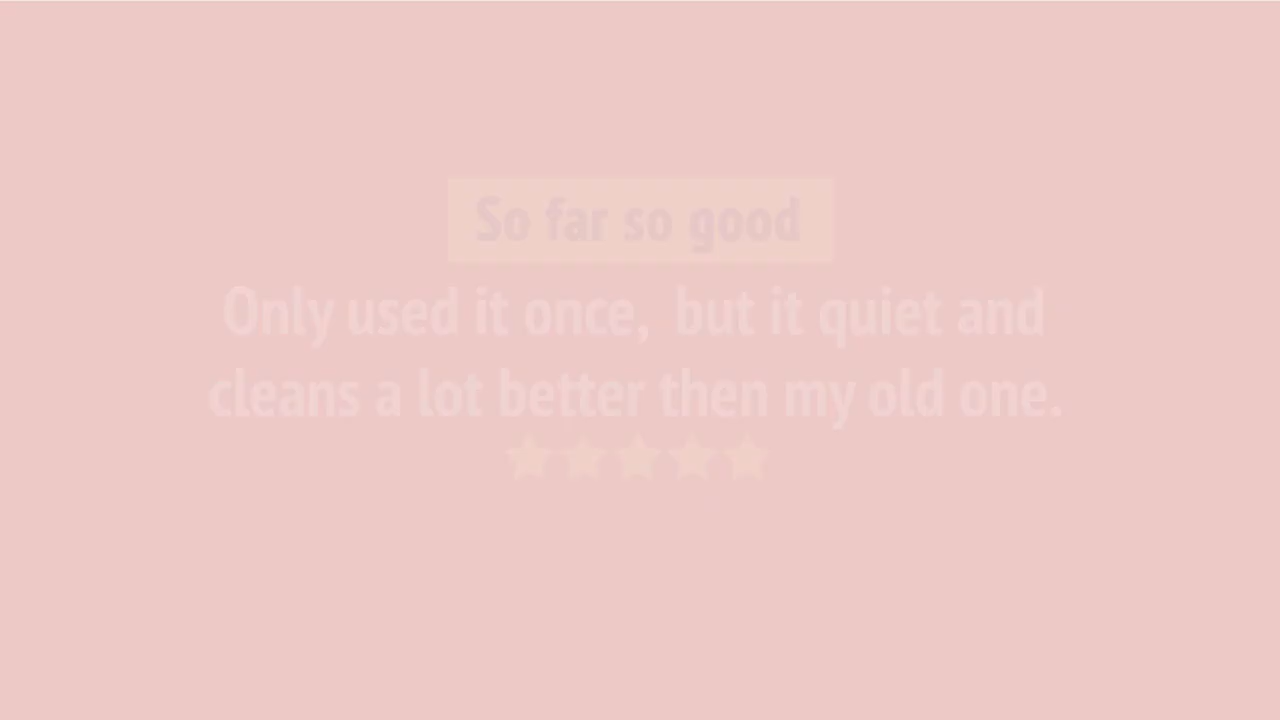 So far so good
Only used it once,  but it quiet and
cleans a lot better then my old one.